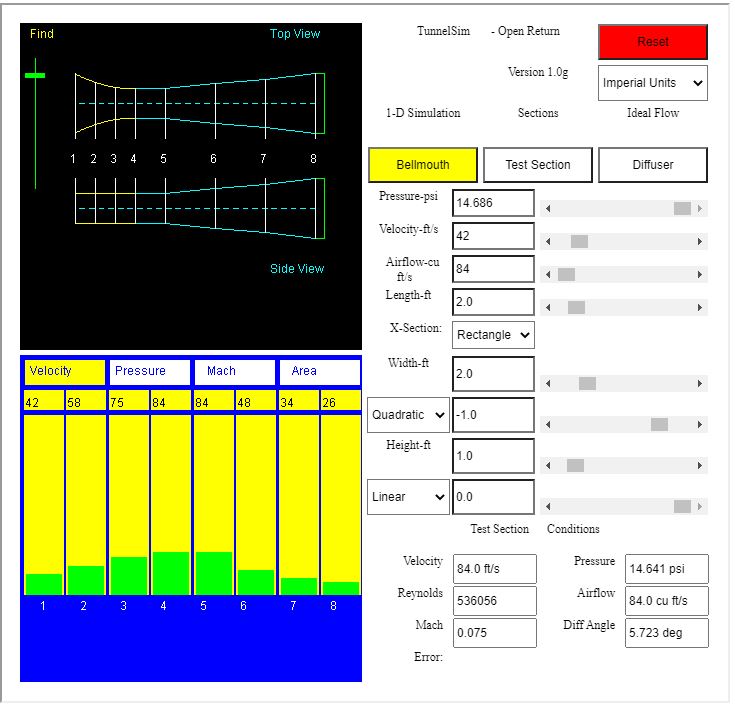 Find Top View
1 2 3 4 5 6 7 8
Side View
Velocity Pressure Mach Area
42 58 75 84 84 48 34 26
1 2 3 4 5 6 7 8
TunnelSim - Open Return Reset
Version 1.0g Imperial Units
1-D Simulation Sections Ideal Flow
Bellmouth Test Section Diffuser
Pressure-psi 14.686
Velocity-ft/s 42
Airflow-cu
ft/s 84
Length-ft 2.0
X-Section: Rectangle
Width-ft 2.0
Quadratic -1.0
Height-ft 1.0
Linear 0.0
Test Section Conditions
Velocity 84.0 ft/s Pressure 14.641 psi
Reynolds 536056 Airflow 84.0 cu ft/s
Mach 0.075 Diff Angle 5.723 deg
Error: